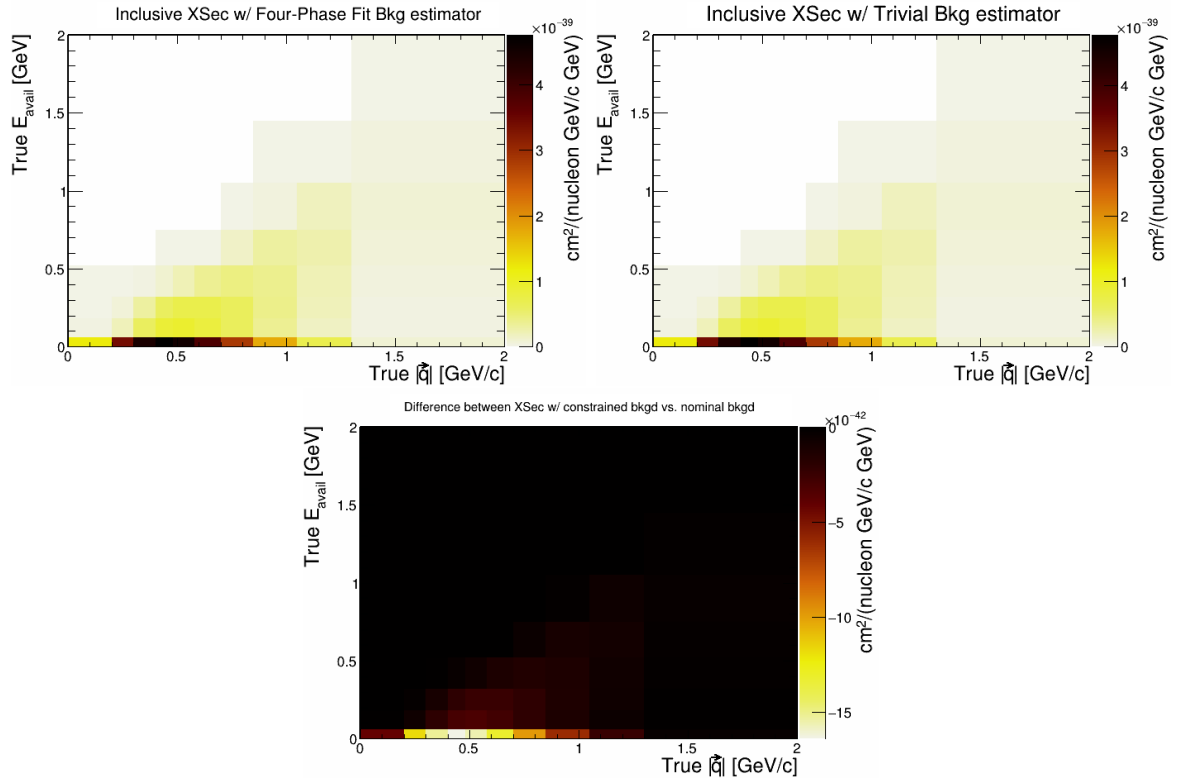 Inclusive XSec w/ Four-Phase Fit Bkg estimator
True E_avail [GeV]
2
1.5
1
0.5
0
0 0.5 1 1.5 2
True |q⃗| [GeV/c]
×10⁻³⁹
4
3
2
1
0
cm²/(nucleon GeV/c GeV)
Inclusive XSec w/ Trivial Bkg estimator
True E_avail [GeV]
2
1.5
1
0.5
0
0 0.5 1 1.5 2
True |q⃗| [GeV/c]
×10⁻³⁹
4
3
2
1
0
cm²/(nucleon GeV/c GeV)
Difference between XSec w/ constrained bkgd vs. nominal bkgd
True E_avail [GeV]
2
1.5
1
0.5
0
0 0.5 1 1.5 2
True |q⃗| [GeV/c]
×10⁻⁴²
0
−5
−10
−15
cm²/(nucleon GeV/c GeV)